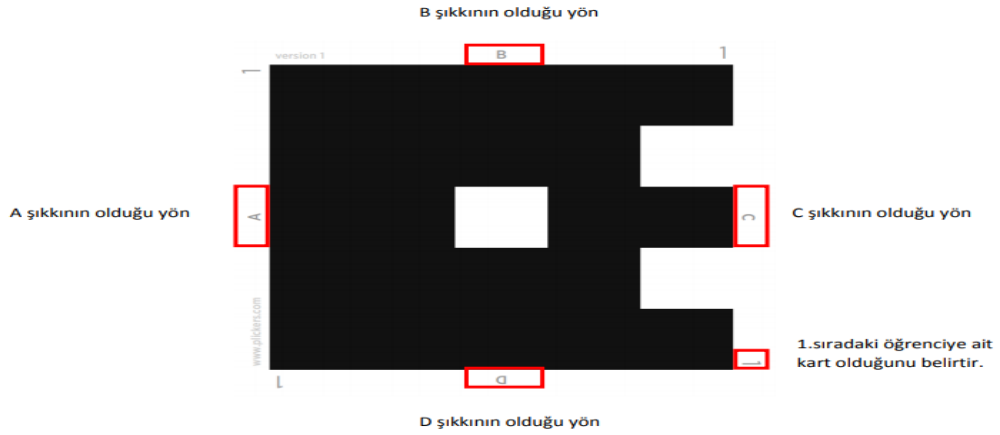 B şıkkının olduğu yön
version 1
B
1
1
A şıkkının olduğu yön
A
C
C şıkkının olduğu yön
www.plickers.com
1.sıradaki öğrenciye ait
kart olduğunu belirtir.
1
1
D
D şıkkının olduğu yön